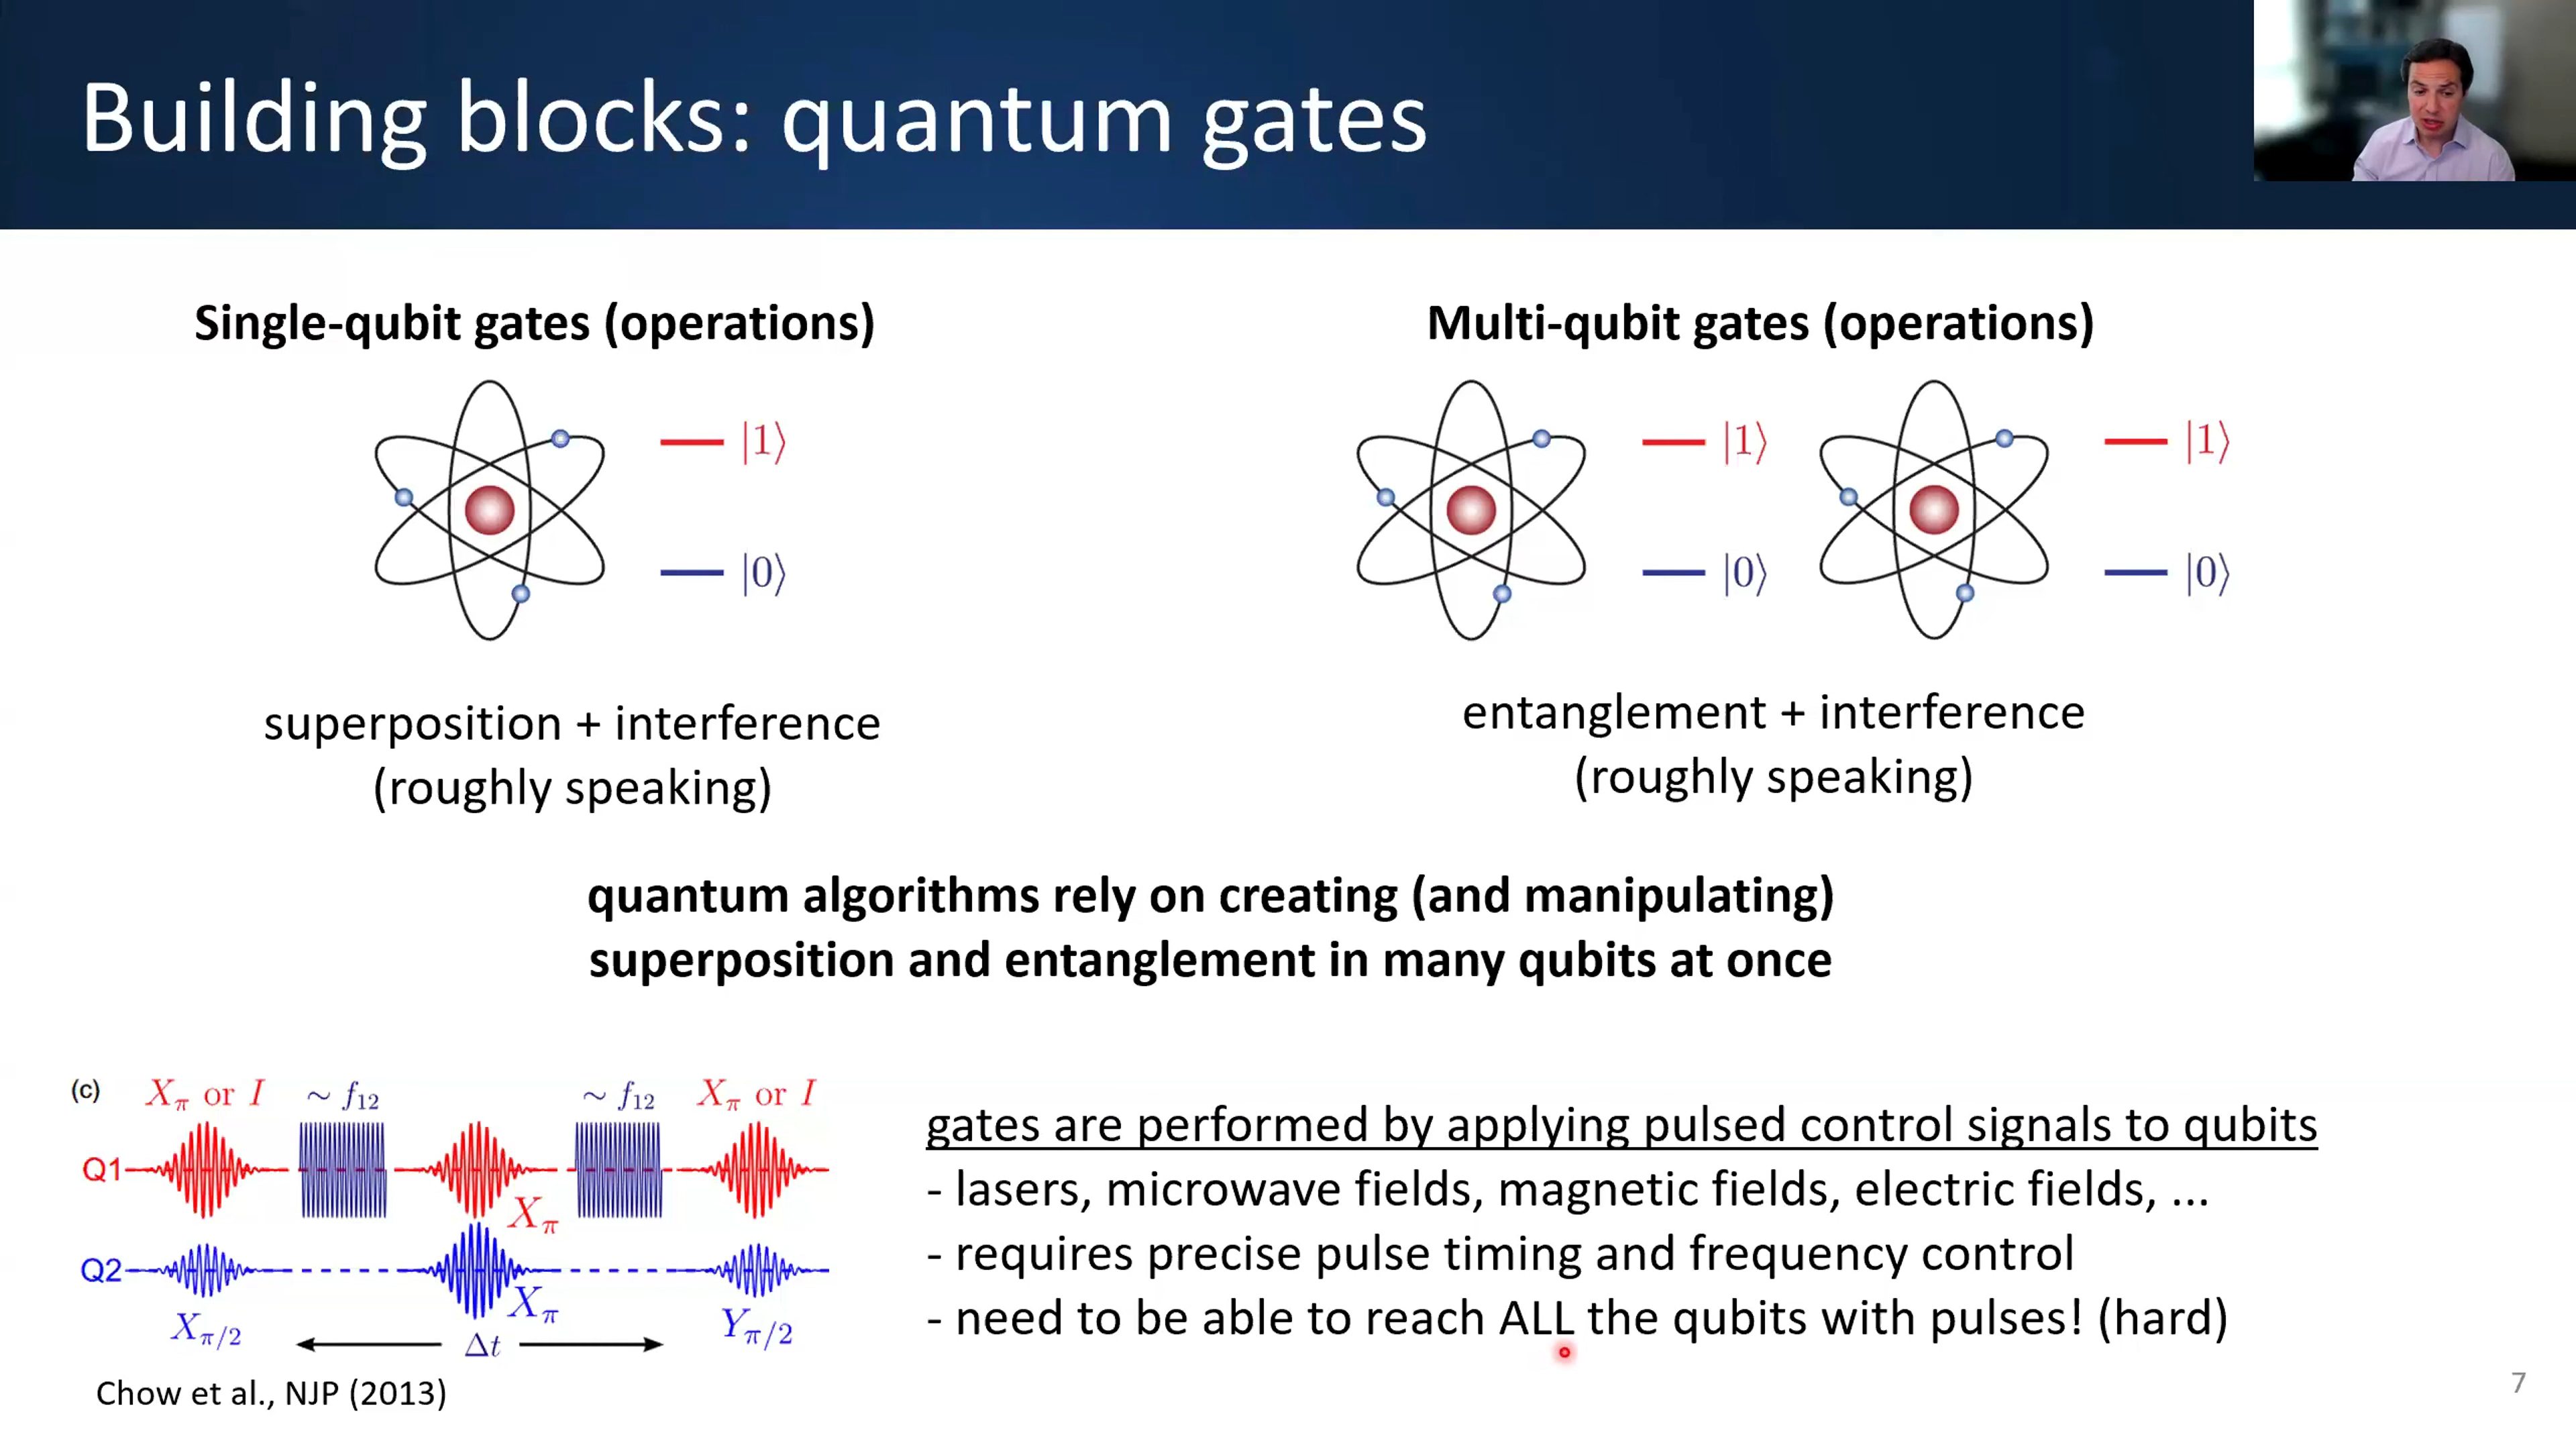 Building blocks: quantum gates
Single-qubit gates (operations)
|1⟩
|0⟩
superposition + interference
(roughly speaking)
Multi-qubit gates (operations)
|1⟩ |1⟩
|0⟩ |0⟩
entanglement + interference
(roughly speaking)
quantum algorithms rely on creating (and manipulating)
superposition and entanglement in many qubits at once
(c) X_π or I ~ f_12 ~ f_12 X_π or I
Q1
X_π
Q2
X_π
X_π/2 Δt Y_π/2
Chow et al., NJP (2013)
gates are performed by applying pulsed control signals to qubits
- lasers, microwave fields, magnetic fields, electric fields, ...
- requires precise pulse timing and frequency control
- need to be able to reach ALL the qubits with pulses! (hard)
7